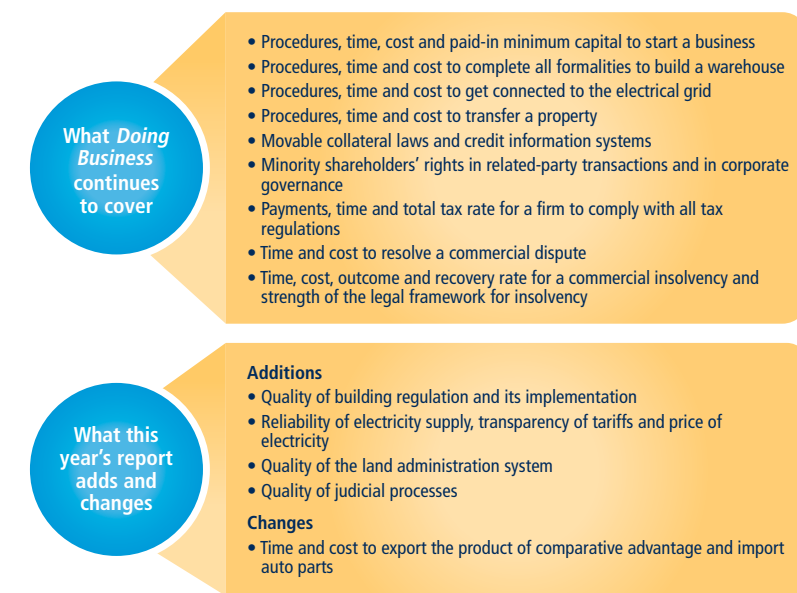 What Doing
Business
continues
to cover
• Procedures, time, cost and paid-in minimum capital to start a business
• Procedures, time and cost to complete all formalities to build a warehouse
• Procedures, time and cost to get connected to the electrical grid
• Procedures, time and cost to transfer a property
• Movable collateral laws and credit information systems
• Minority shareholders’ rights in related-party transactions and in corporate
governance
• Payments, time and total tax rate for a firm to comply with all tax
regulations
• Time and cost to resolve a commercial dispute
• Time, cost, outcome and recovery rate for a commercial insolvency and
strength of the legal framework for insolvency
What this
year’s report
adds and
changes
Additions
• Quality of building regulation and its implementation
• Reliability of electricity supply, transparency of tariffs and price of
electricity
• Quality of the land administration system
• Quality of judicial processes
Changes
• Time and cost to export the product of comparative advantage and import
auto parts